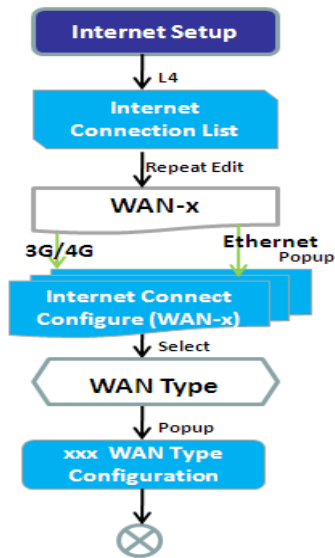 Internet Setup
L4
Internet
Connection List
Repeat Edit
WAN-x
3G/4G
Ethernet
Popup
Internet Connect
Configure (WAN-x)
Select
WAN Type
Popup
xxx WAN Type
Configuration